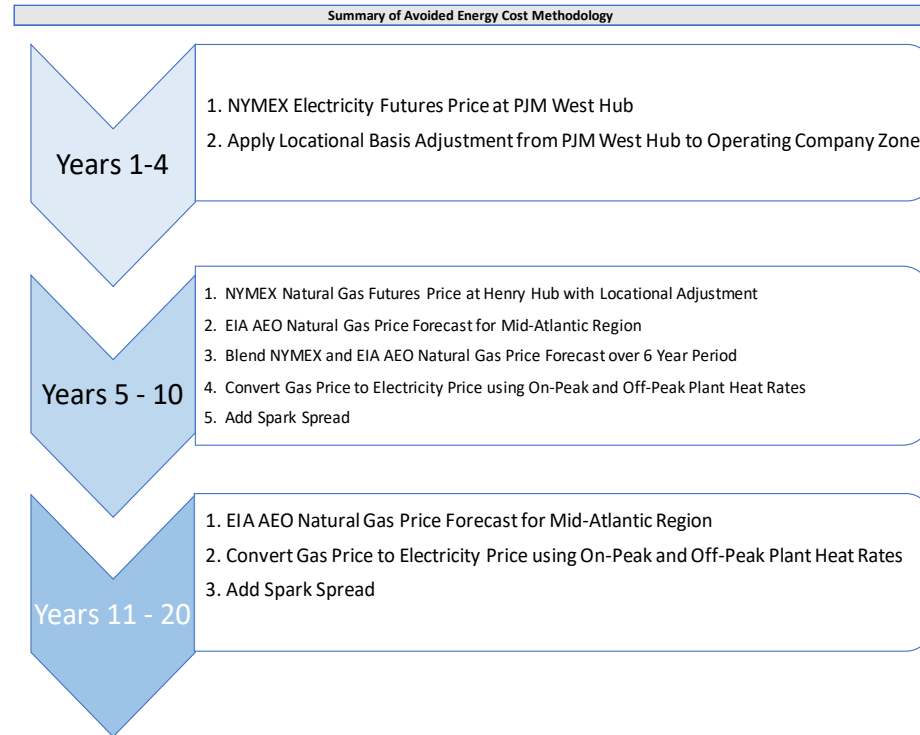 Summary of Avoided Energy Cost Methodology
Years 1-4
1. NYMEX Electricity Futures Price at PJM West Hub
2. Apply Locational Basis Adjustment from PJM West Hub to Operating Company Zone
Years 5 - 10
1. NYMEX Natural Gas Futures Price at Henry Hub with Locational Adjustment
2. EIA AEO Natural Gas Price Forecast for Mid-Atlantic Region
3. Blend NYMEX and EIA AEO Natural Gas Price Forecast over 6 Year Period
4. Convert Gas Price to Electricity Price using On-Peak and Off-Peak Plant Heat Rates
5. Add Spark Spread
Years 11 - 20
1. EIA AEO Natural Gas Price Forecast for Mid-Atlantic Region
2. Convert Gas Price to Electricity Price using On-Peak and Off-Peak Plant Heat Rates
3. Add Spark Spread